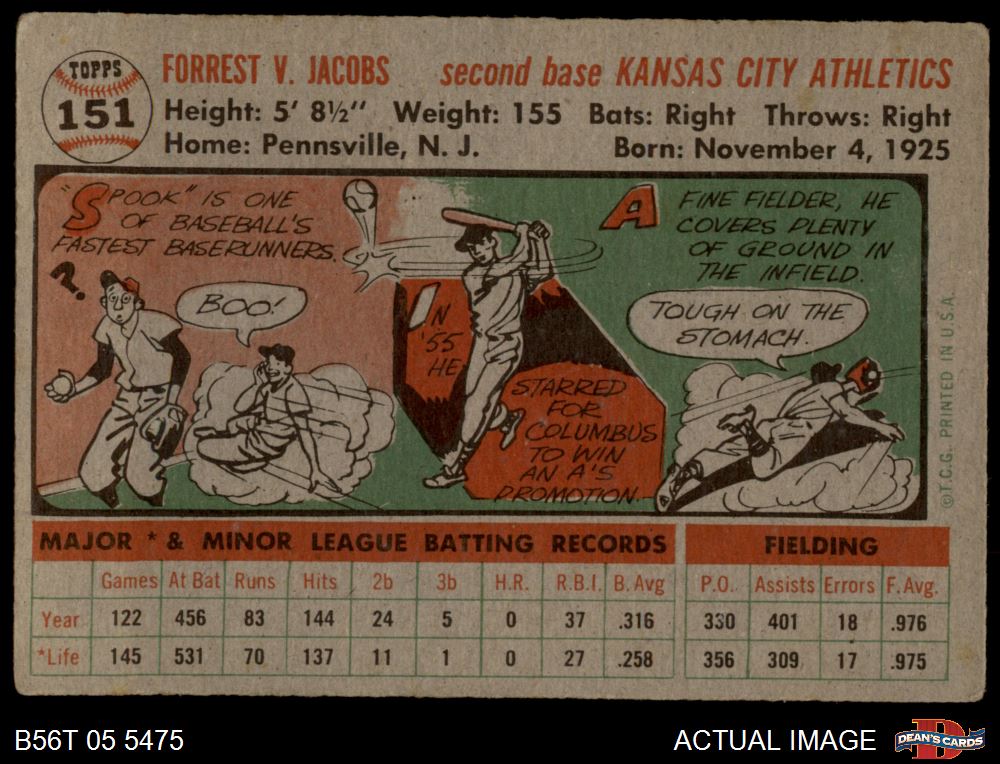 TOPPS
151
FORREST V. JACOBS second base KANSAS CITY ATHLETICS
Height: 5' 8½" Weight: 155 Bats: Right Throws: Right
Home: Pennsville, N. J. Born: November 4, 1925
"SPOOK" IS ONE
OF BASEBALL'S
FASTEST BASERUNNERS.
?
BOO!
IN
'55
HE
STARRED
FOR
COLUMBUS
TO WIN
AN A'S
PROMOTION.
A FINE FIELDER, HE
COVERS PLENTY
OF GROUND IN
THE INFIELD.
TOUGH ON THE
STOMACH.
©T.C.G. PRINTED IN U.S.A.
MAJOR * & MINOR LEAGUE BATTING RECORDS FIELDING
Games At Bat Runs Hits 2b 3b H.R. R.B.I. B. Avg P.O. Assists Errors F. Avg.
Year 122 456 83 144 24 5 0 37 .316 330 401 18 .976
*Life 145 531 70 137 11 1 0 27 .258 356 309 17 .975
B56T 05 5475 ACTUAL IMAGE
DEAN'S CARDS